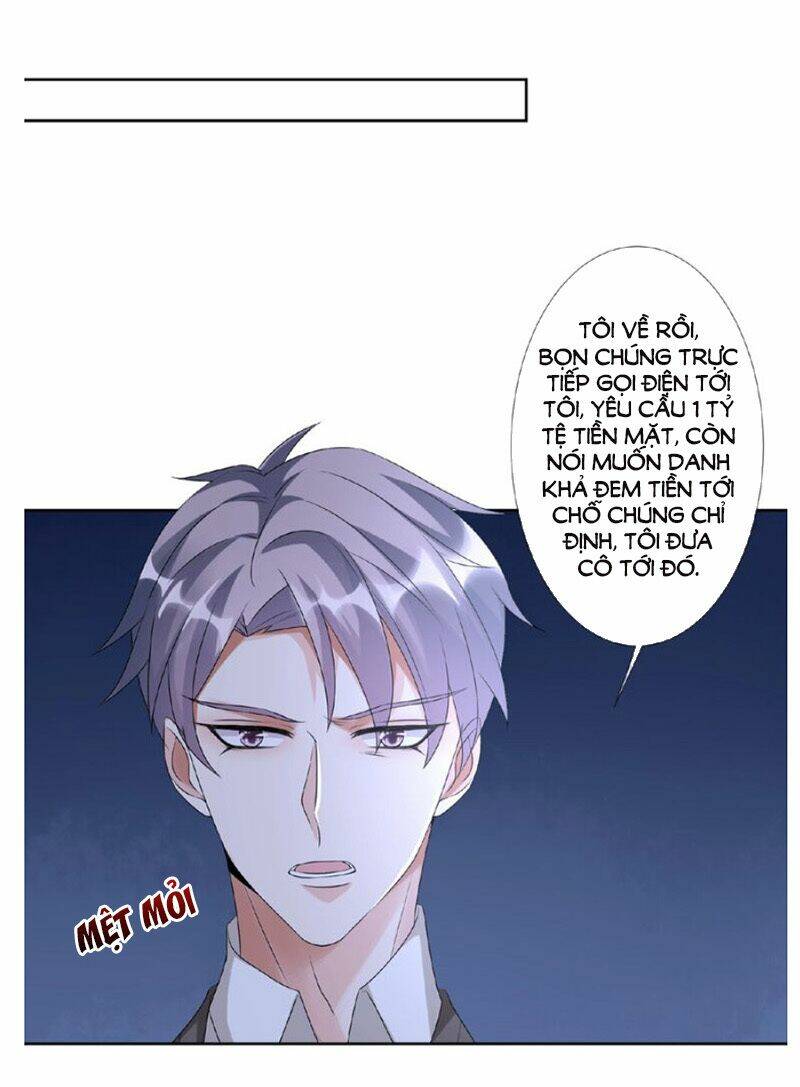 TÔI VỀ RỒI,
BỌN CHÚNG TRỰC
TIẾP GỌI ĐIỆN TỚI
TÔI, YÊU CẦU 1 TỶ
TỆ TIỀN MẶT, CÒN
NÓI MUỐN DANH
KHẢ ĐEM TIỀN TỚI
CHỖ CHÚNG CHỈ
ĐỊNH, TÔI ĐƯA
CÔ TỚI ĐÓ.
MỆT MỎI